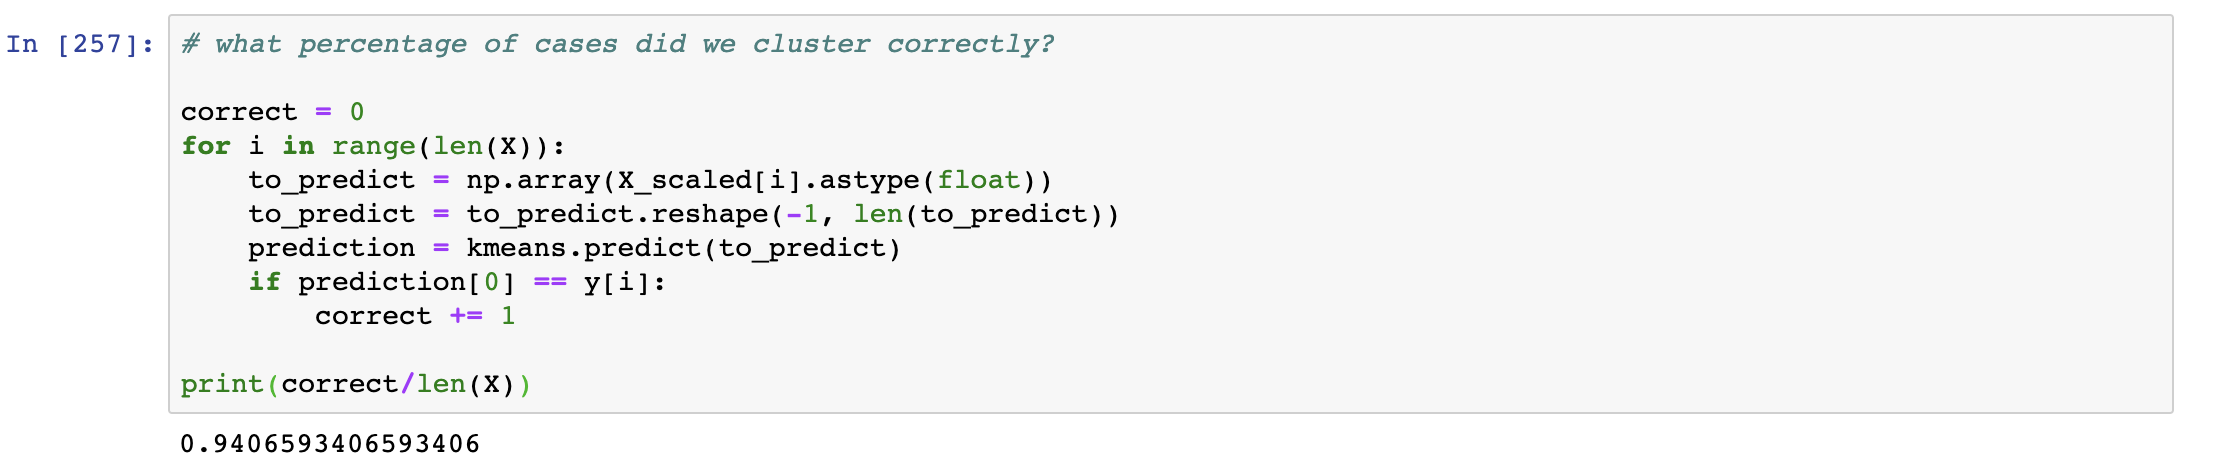 In [257]: # what percentage of cases did we cluster correctly?
correct = 0
for i in range(len(X)):
    to_predict = np.array(X_scaled[i].astype(float))
    to_predict = to_predict.reshape(-1, len(to_predict))
    prediction = kmeans.predict(to_predict)
    if prediction[0] == y[i]:
        correct += 1
print(correct/len(X))
0.9406593406593406